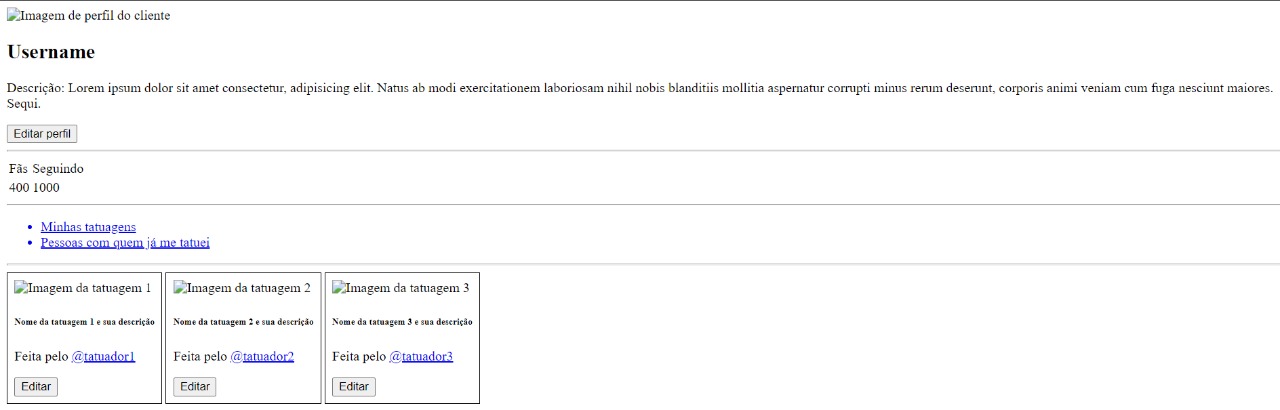 Imagem de perfil do cliente
Username
Descrição: Lorem ipsum dolor sit amet consectetur, adipisicing elit. Natus ab modi exercitationem laboriosam nihil nobis blanditiis mollitia aspernatur corrupti minus rerum deserunt, corporis animi veniam cum fuga nesciunt maiores.
Sequi.
Editar perfil
Fãs Seguindo
400 1000
Minhas tatuagens
Pessoas com quem já me tatuei
Imagem da tatuagem 1 Imagem da tatuagem 2 Imagem da tatuagem 3
Nome da tatuagem 1 e sua descrição Nome da tatuagem 2 e sua descrição Nome da tatuagem 3 e sua descrição
Feita pelo @tatuador1 Feita pelo @tatuador2 Feita pelo @tatuador3
Editar Editar Editar